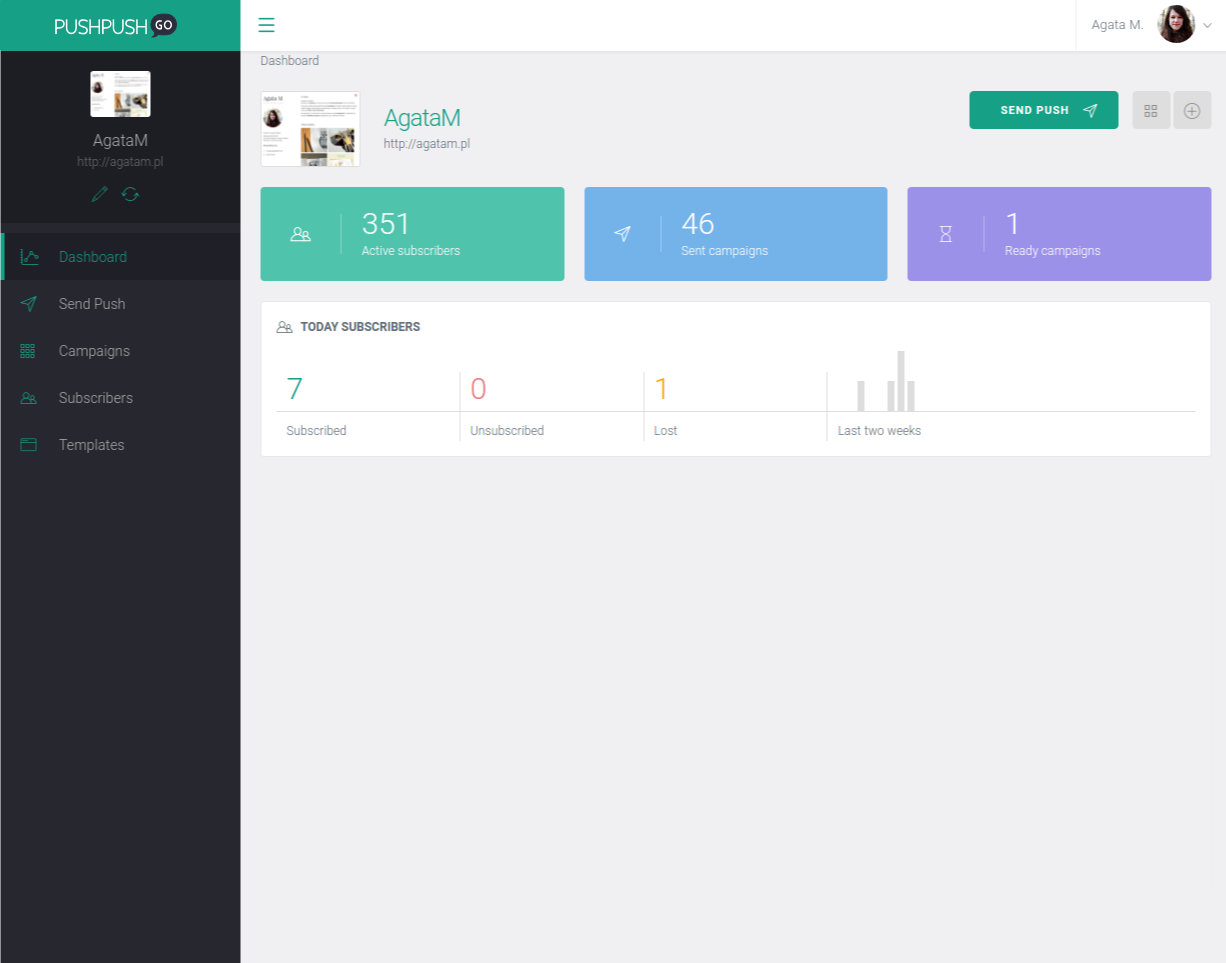 PUSHPUSH GO
Agata M.
AgataM
http://agatam.pl
Dashboard
Send Push
Campaigns
Subscribers
Templates
Dashboard
AgataM
http://agatam.pl
SEND PUSH
351
Active subscribers
46
Sent campaigns
1
Ready campaigns
TODAY SUBSCRIBERS
7
Subscribed
0
Unsubscribed
1
Lost
Last two weeks